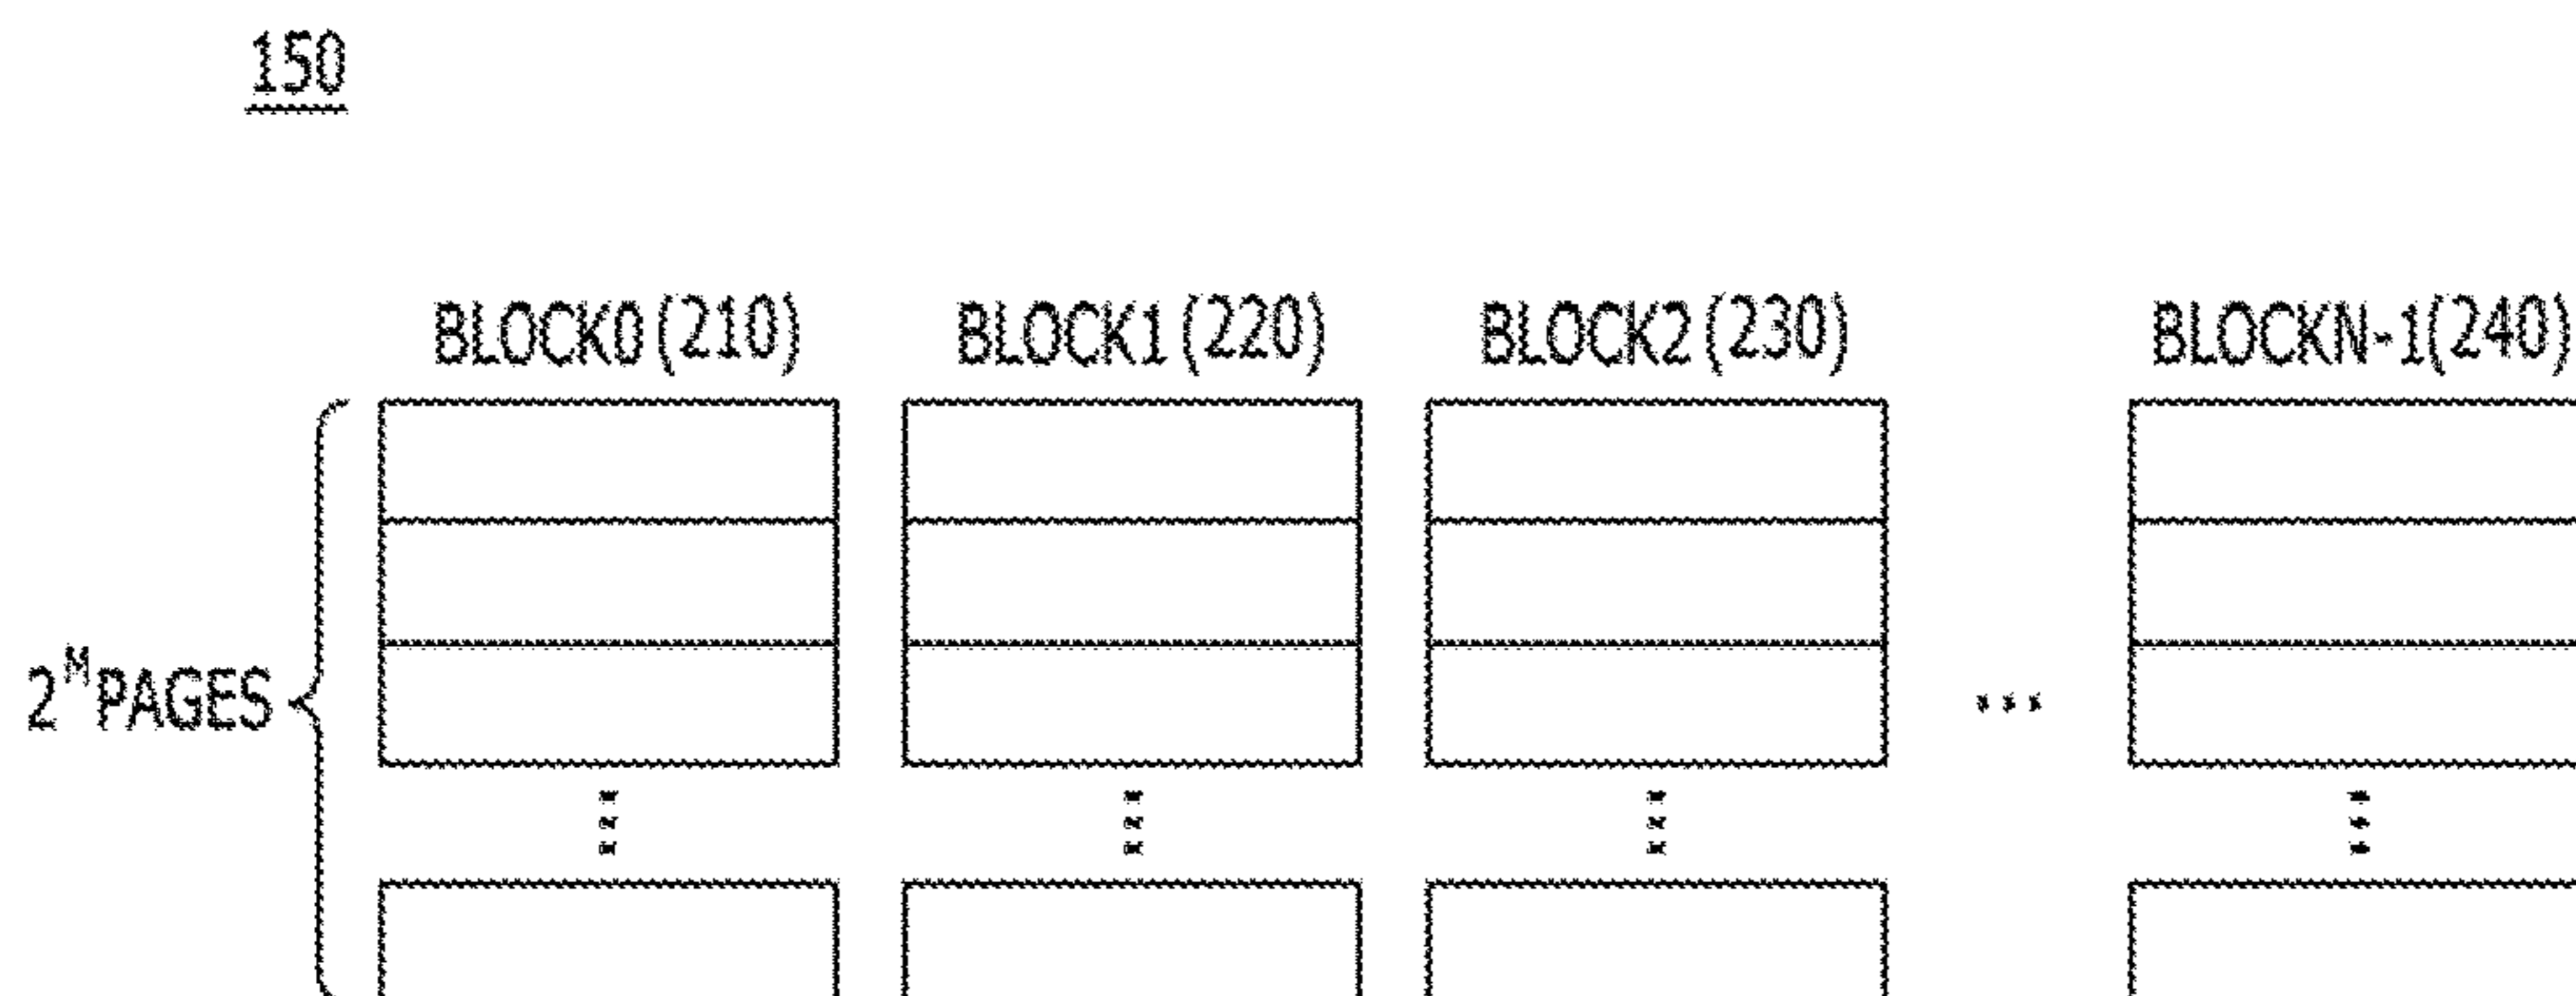 150
BLOCK0 (210) BLOCK1 (220) BLOCK2 (230) BLOCKN-1(240)
2^M PAGES
...